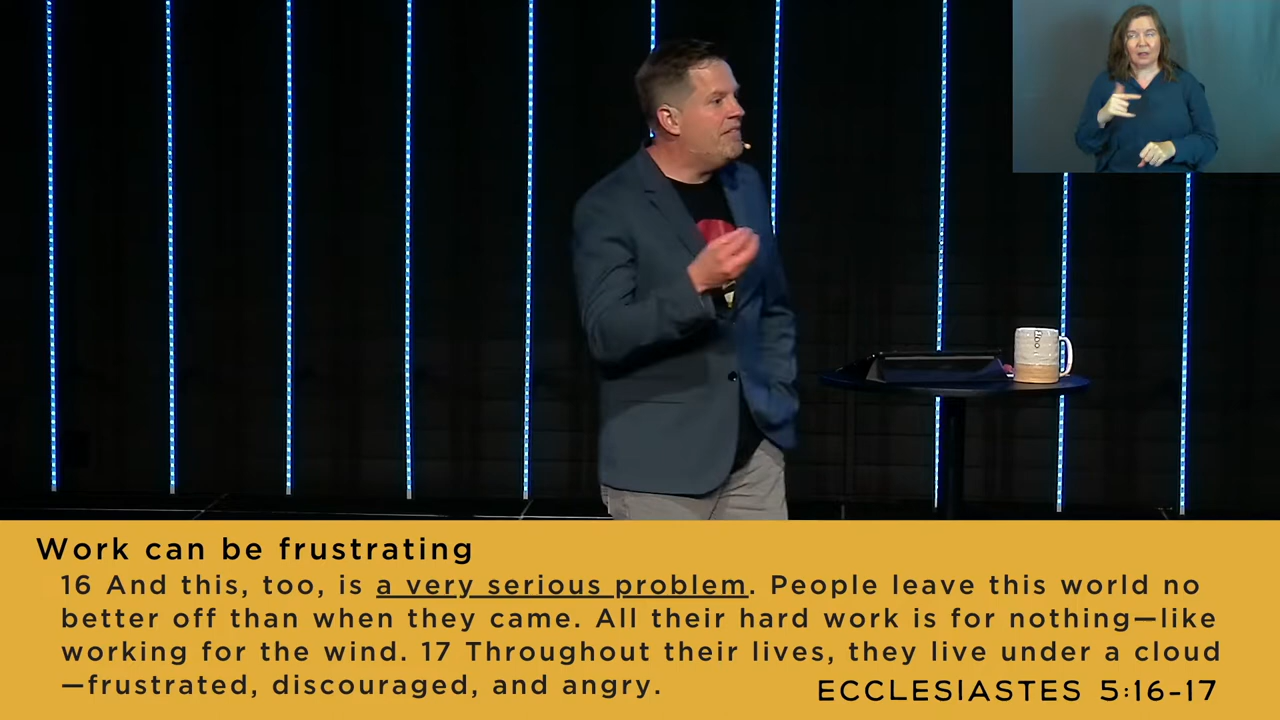 Work can be frustrating
16 And this, too, is a very serious problem. People leave this world no
better off than when they came. All their hard work is for nothing—like
working for the wind. 17 Throughout their lives, they live under a cloud
—frustrated, discouraged, and angry.
ECCLESIASTES 5:16-17